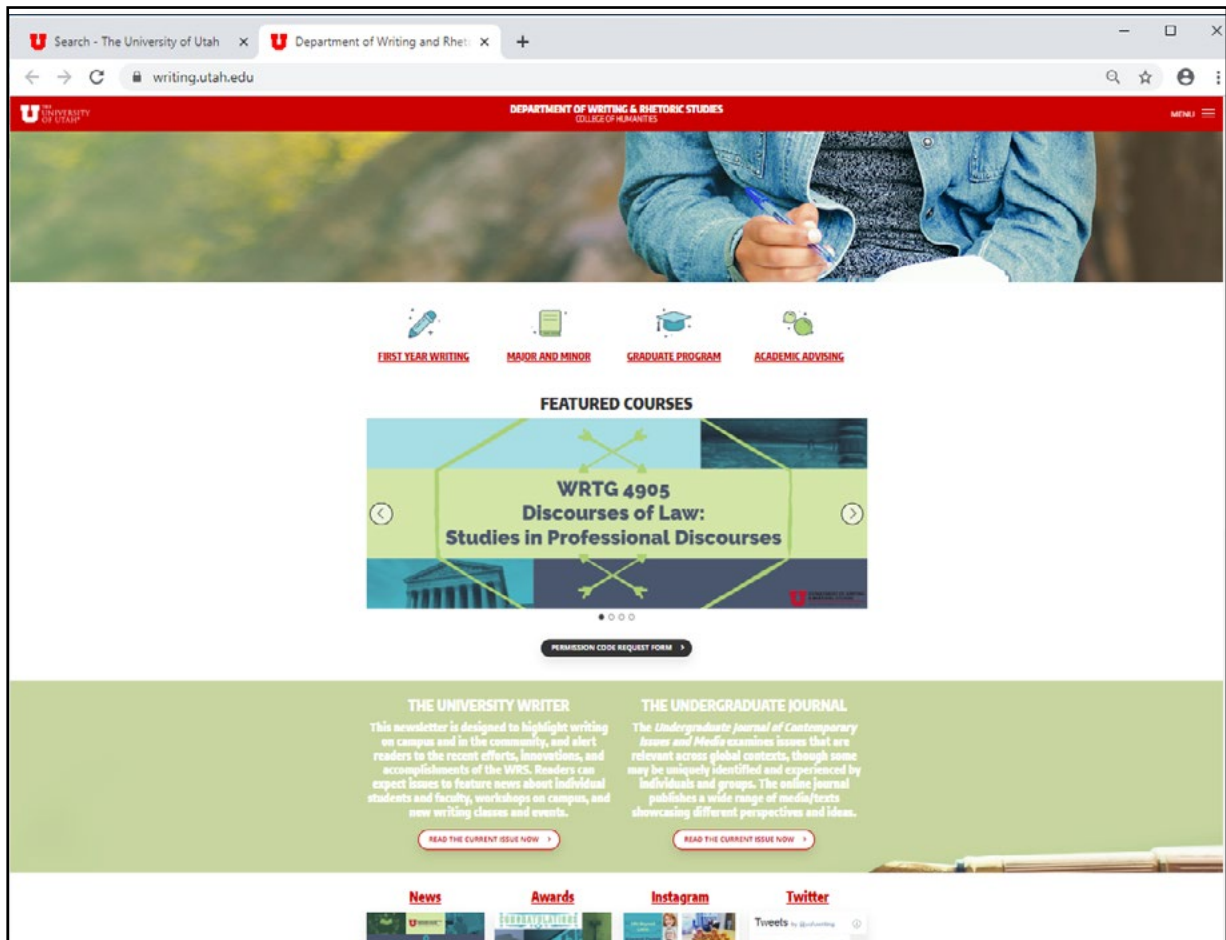 Search - The University of Utah
Department of Writing and Rhet
writing.utah.edu
THE
UNIVERSITY
OF UTAH
DEPARTMENT OF WRITING & RHETORIC STUDIES
COLLEGE OF HUMANITIES
MENU
FIRST YEAR WRITING
MAJOR AND MINOR
GRADUATE PROGRAM
ACADEMIC ADVISING
FEATURED COURSES
WRTG 4905
Discourses of Law:
Studies in Professional Discourses
PERMISSION CODE REQUEST FORM
THE UNIVERSITY WRITER
This newsletter is designed to highlight writing
on campus and in the community, and alert
readers to the recent efforts, innovations, and
accomplishments of the WRS. Readers can
expect issues to feature news about individual
students and faculty, workshops on campus, and
new writing classes and events.
READ THE CURRENT ISSUE NOW
THE UNDERGRADUATE JOURNAL
The Undergraduate Journal of Contemporary
Issues and Media examines issues that are
relevant across global contexts, though some
may be uniquely identified and experienced by
individuals and groups. The online journal
publishes a wide range of media/texts
showcasing different perspectives and ideas.
READ THE CURRENT ISSUE NOW
News
Awards
Instagram
Twitter
CONGRATULATIONS
Tweets by